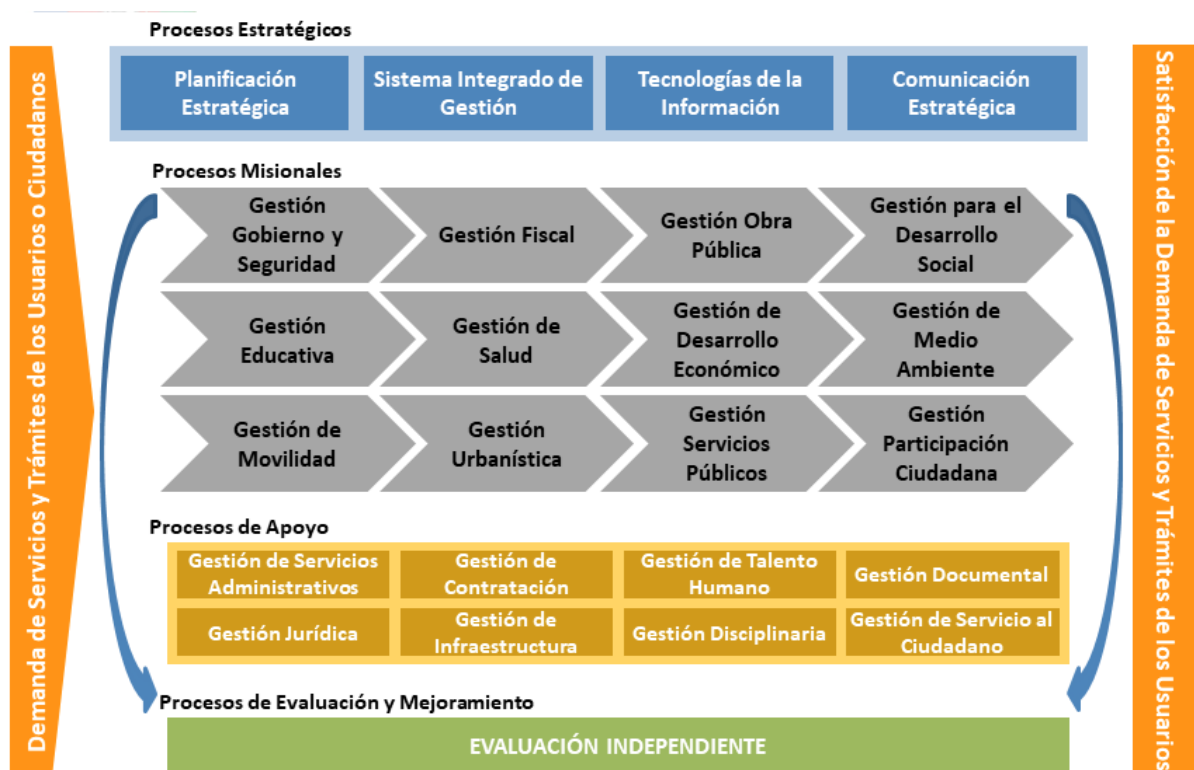 Procesos Estratégicos
Planificación
Estratégica
Sistema Integrado de
Gestión
Tecnologías de la
Información
Comunicación
Estratégica
Demanda de Servicios y Trámites de los Usuarios o Ciudadanos
Procesos Misionales
Gestión
Gobierno y
Seguridad
Gestión Fiscal
Gestión Obra
Pública
Gestión para el
Desarrollo
Social
Gestión
Educativa
Gestión de
Salud
Gestión de
Desarrollo
Económico
Gestión de
Medio
Ambiente
Gestión de
Movilidad
Gestión
Urbanística
Gestión
Servicios
Públicos
Gestión
Participación
Ciudadana
Procesos de Apoyo
Gestión de Servicios
Administrativos
Gestión de
Contratación
Gestión de Talento
Humano
Gestión Documental
Gestión Jurídica
Gestión de
Infraestructura
Gestión Disciplinaria
Gestión de Servicio al
Ciudadano
Procesos de Evaluación y Mejoramiento
EVALUACIÓN INDEPENDIENTE
Satisfacción de la Demanda de Servicios y Trámites de los Usuarios